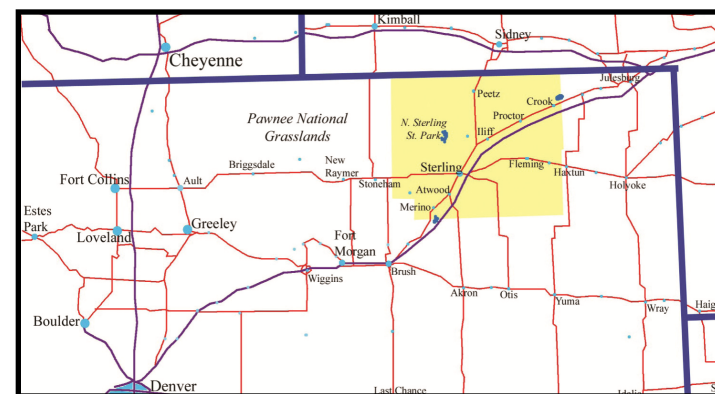 Kimball
Sidney
Cheyenne
Julesburg
Peetz
Crook
Pawnee National
Grasslands
N. Sterling
St. Park
Proctor
Iliff
Briggsdale
New
Raymer
Sterling
Fleming
Haxtun
Fort Collins
Ault
Stoneham
Holyoke
Atwood
Estes
Park
Merino
Greeley
Loveland
Fort
Morgan
Wiggins
Brush
Akron
Otis
Yuma
Wray
Haig
Boulder
Denver
Last Chance
Idalia